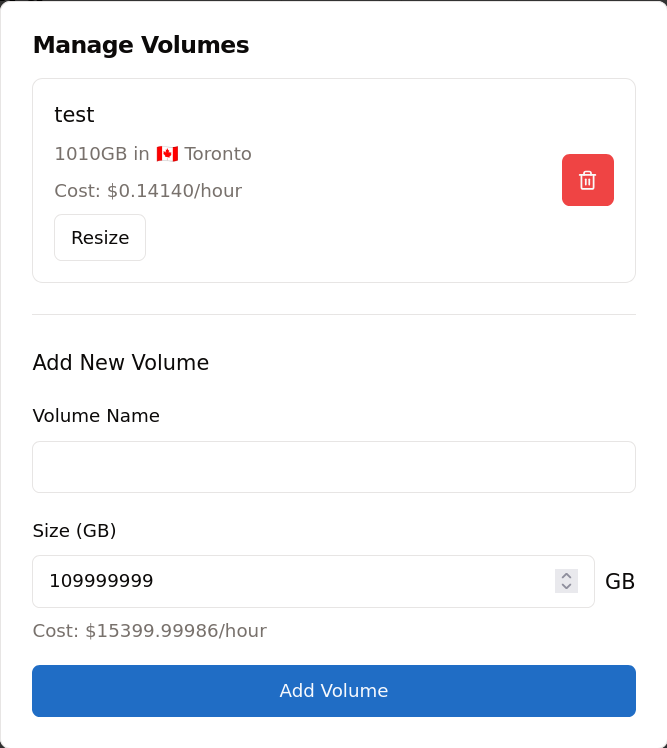 Manage Volumes
test
1010GB in 🇨🇦 Toronto
Cost: $0.14140/hour
Resize
Add New Volume
Volume Name
Size (GB)
109999999
GB
Cost: $15399.99986/hour
Add Volume